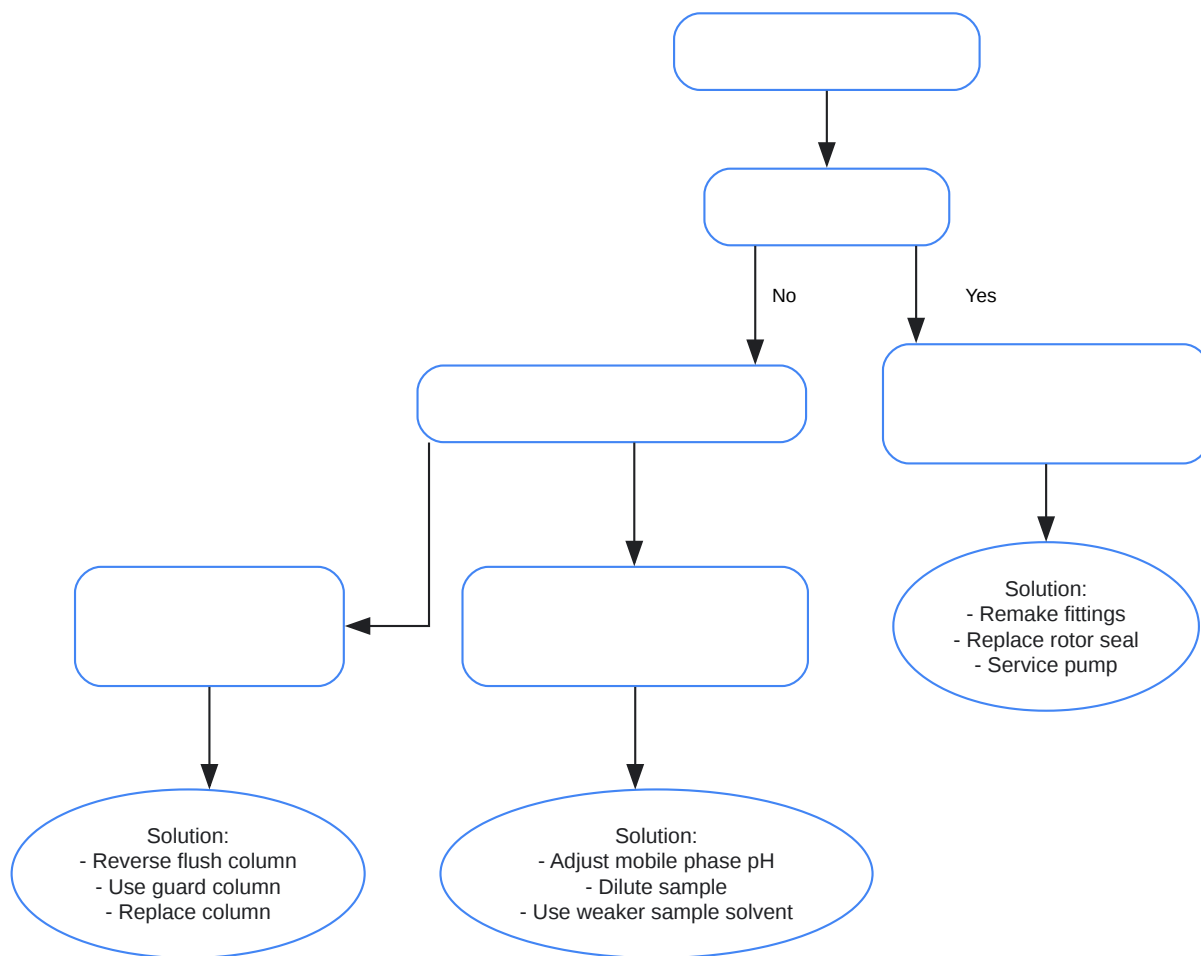 No
Yes
Solution:
- Remake fittings
- Replace rotor seal
- Service pump
Solution:
- Reverse flush column
- Use guard column
- Replace column
Solution:
- Adjust mobile phase pH
- Dilute sample
- Use weaker sample solvent